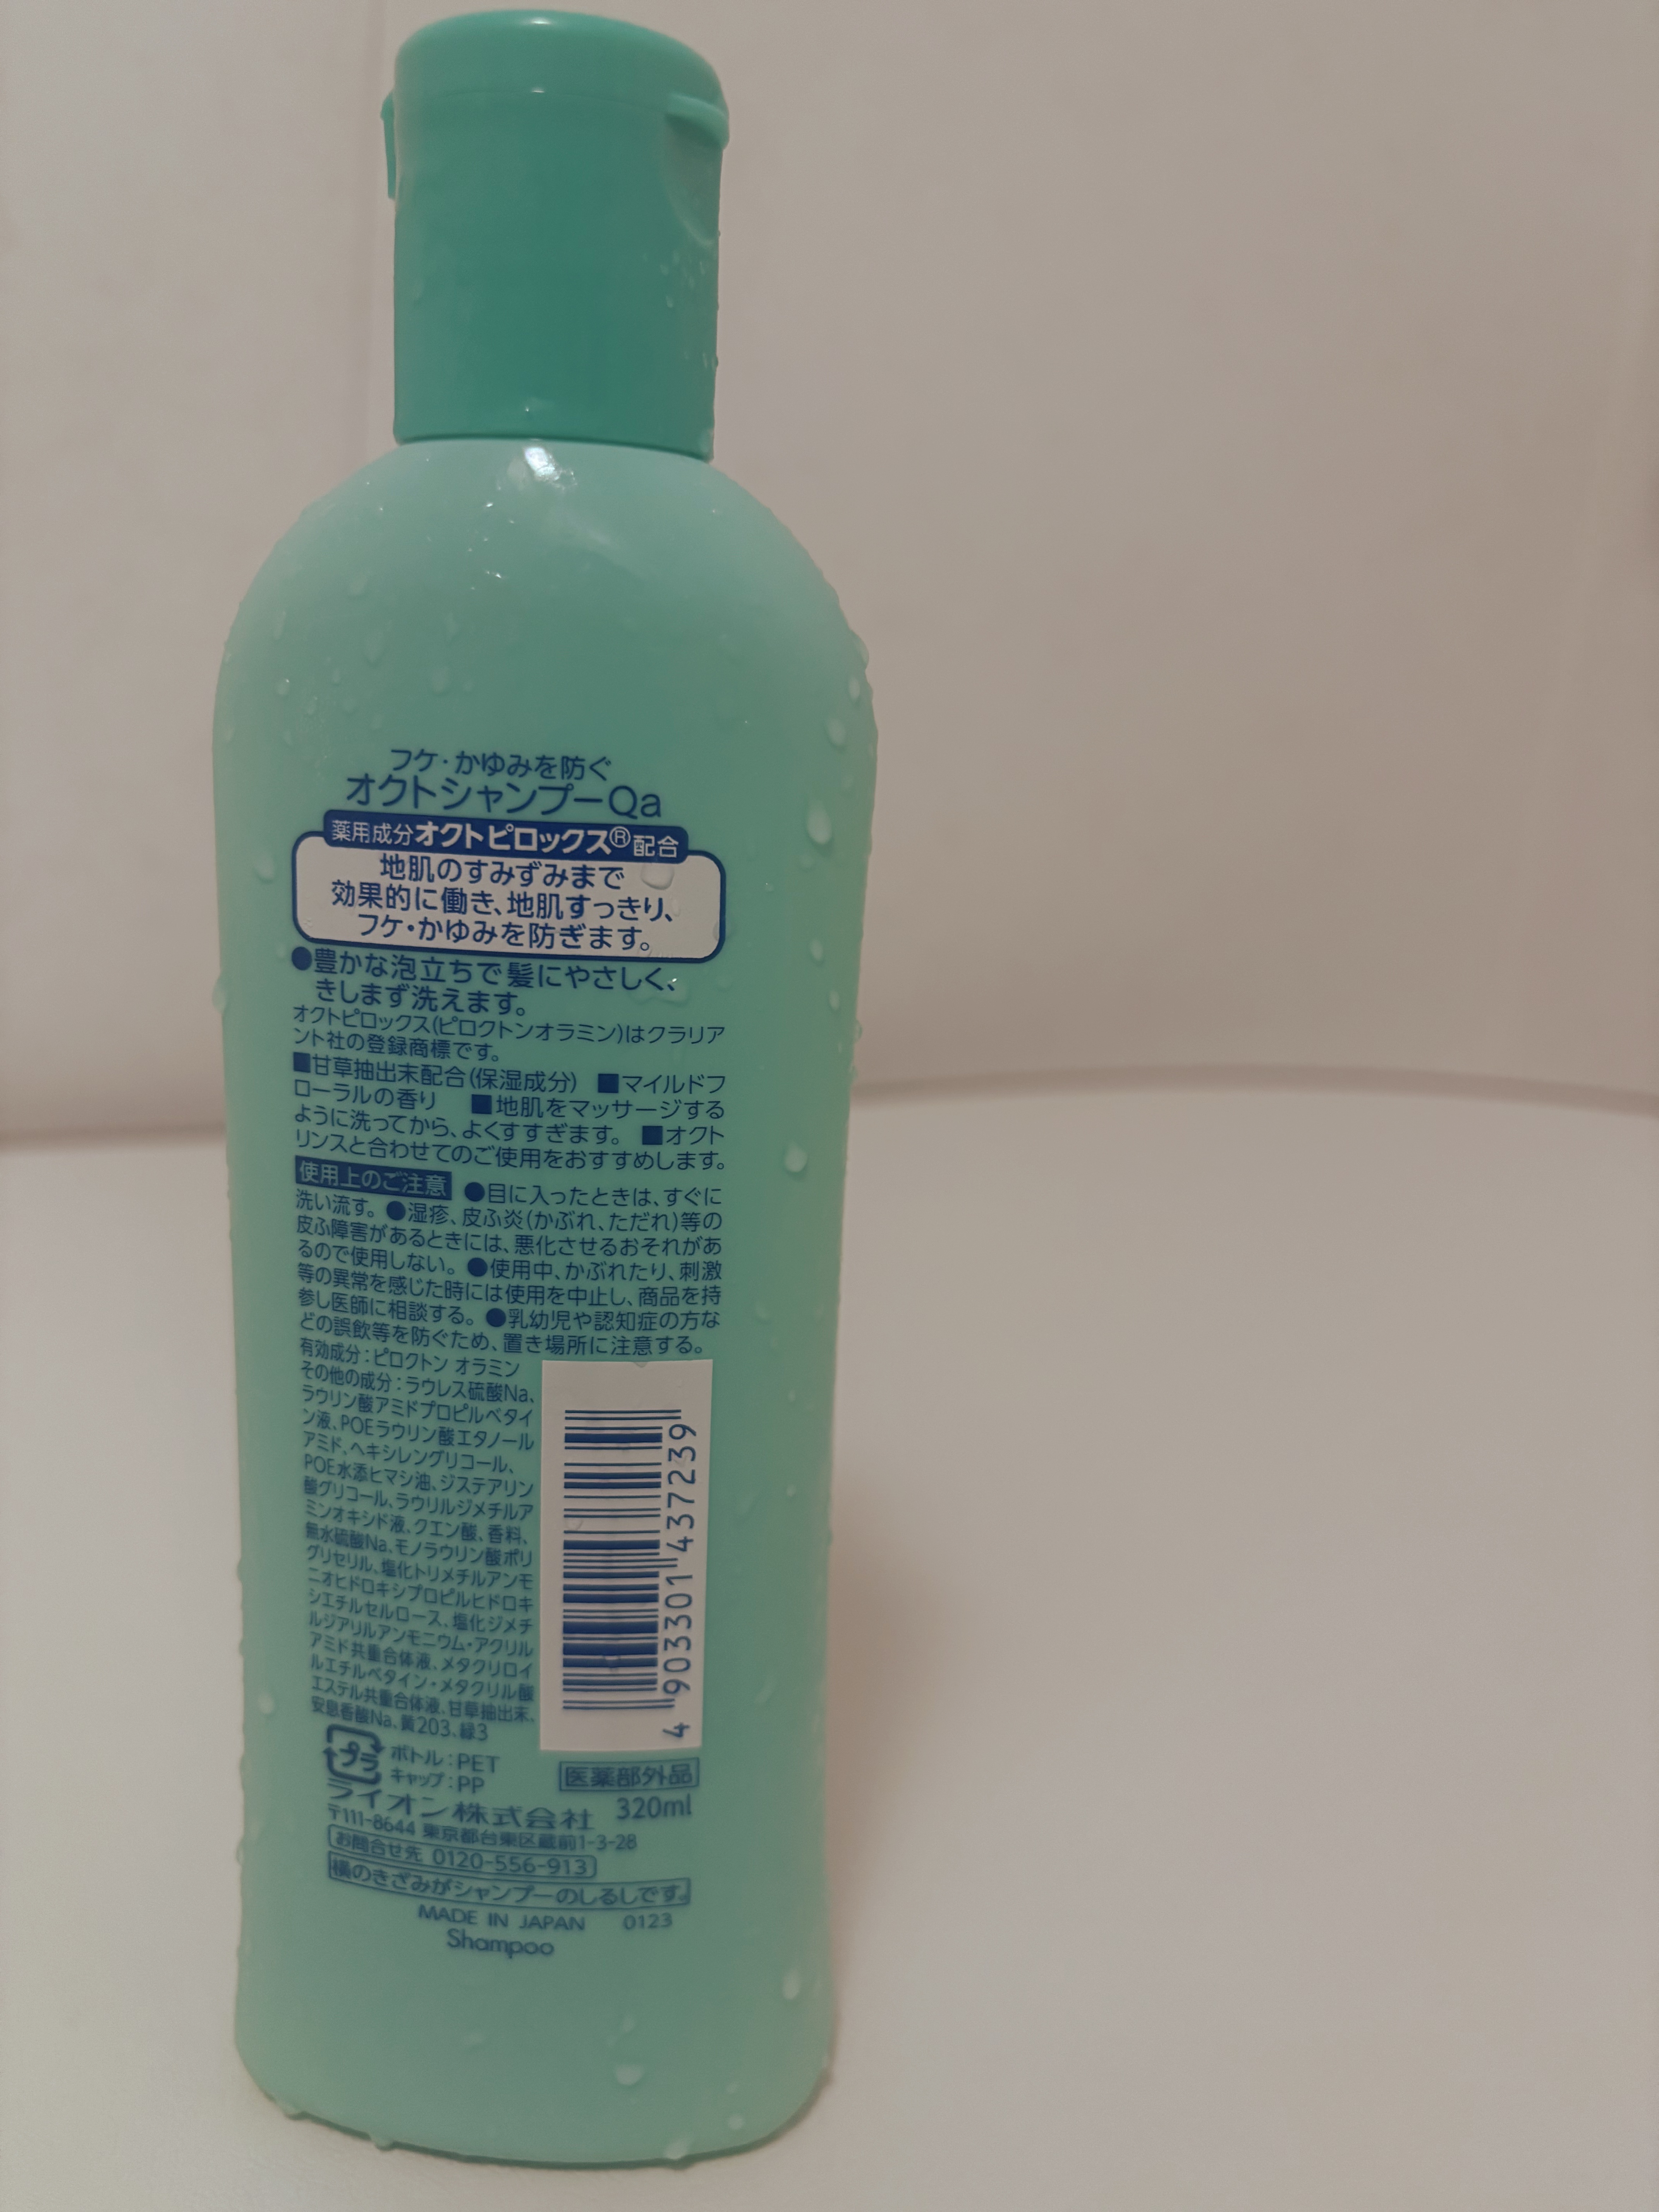 フケ・かゆみを防ぐ
オクトシャンプーQa
薬用成分オクトピロックス®配合
地肌のすみずみまで
効果的に働き、地肌すっきり、
フケ・かゆみを防ぎます。
●豊かな泡立ちで髪にやさしく、
きしまず洗えます。
オクトピロックス(ピロクトンオラミン)はクラリア
ント社の登録商標です。
■甘草抽出末配合(保湿成分) ■マイルドフ
ローラルの香り ■地肌をマッサージする
ように洗ってから、よくすすぎます。 ■オクト
リンスと合わせてのご使用をおすすめします。
使用上のご注意 ●目に入ったときは、すぐに
洗い流す。●湿疹、皮ふ炎(かぶれ、ただれ)等の
皮ふ障害があるときには、悪化させるおそれがあ
るので使用しない。●使用中、かぶれたり、刺激
等の異常を感じた時には使用を中止し、商品を持
参し医師に相談する。●乳幼児や認知症の方な
どの誤飲等を防ぐため、置き場所に注意する。
有効成分：ピロクトン オラミン
その他の成分：ラウレス硫酸Na、
ラウリン酸アミドプロピルベタイ
ン液、POEラウリン酸エタノール
アミド、ヘキシレングリコール、
POE水添ヒマシ油、ジステアリン
酸グリコール、ラウリルジメチルア
ミンオキシド液、クエン酸、香料、
無水硫酸Na、モノラウリン酸ポリ
グリセリル、塩化トリメチルアンモ
ニオヒドロキシプロピルヒドロキ
シエチルセルロース、塩化ジメチ
ルジアリルアンモニウム・アクリル
アミド共重合体液、メタクリロイ
ルエチルベタイン・メタクリル酸
エステル共重合体液、甘草抽出末、
安息香酸Na、黄203、緑3
4 903301 437239
プラ
ボトル：PET
キャップ：PP
医薬部外品
ライオン株式会社 320ml
〒111-8644 東京都台東区蔵前1-3-28
お問合せ先 0120-556-913
横のきざみがシャンプーのしるしです。
MADE IN JAPAN 0123
Shampoo